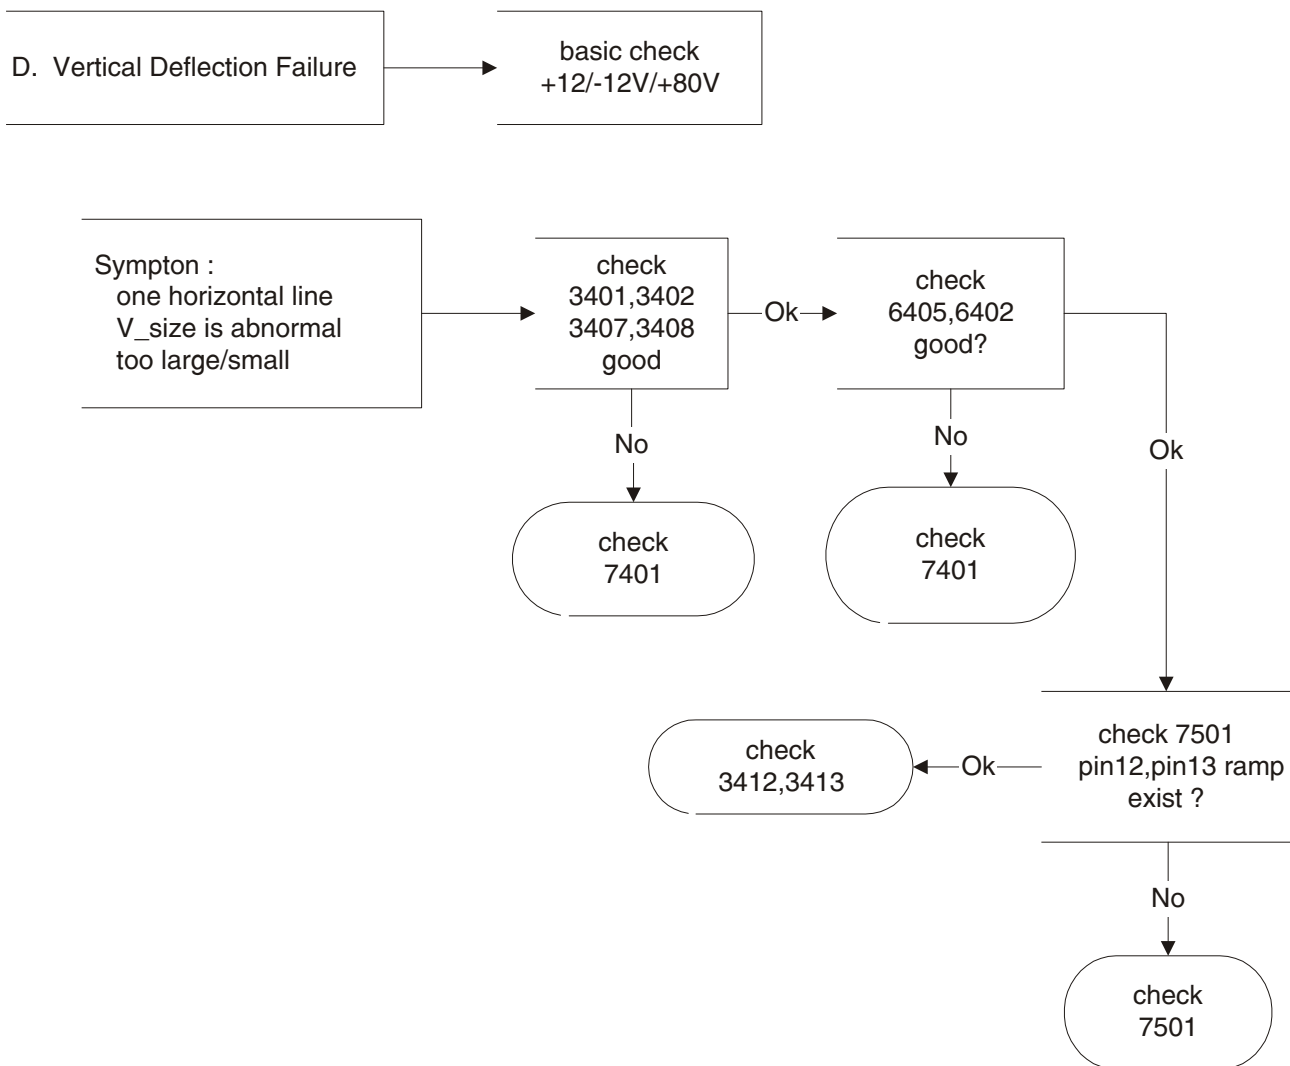 D.  Vertical Deflection Failure
basic check
+12/-12V/+80V
Sympton :
one horizontal line
V_size is abnormal
too large/small
check
3401,3402
3407,3408
good
Ok
check
6405,6402
good?
No
No
Ok
check
7401
check
7401
check 7501
pin12,pin13 ramp
exist ?
Ok
check
3412,3413
No
check
7501